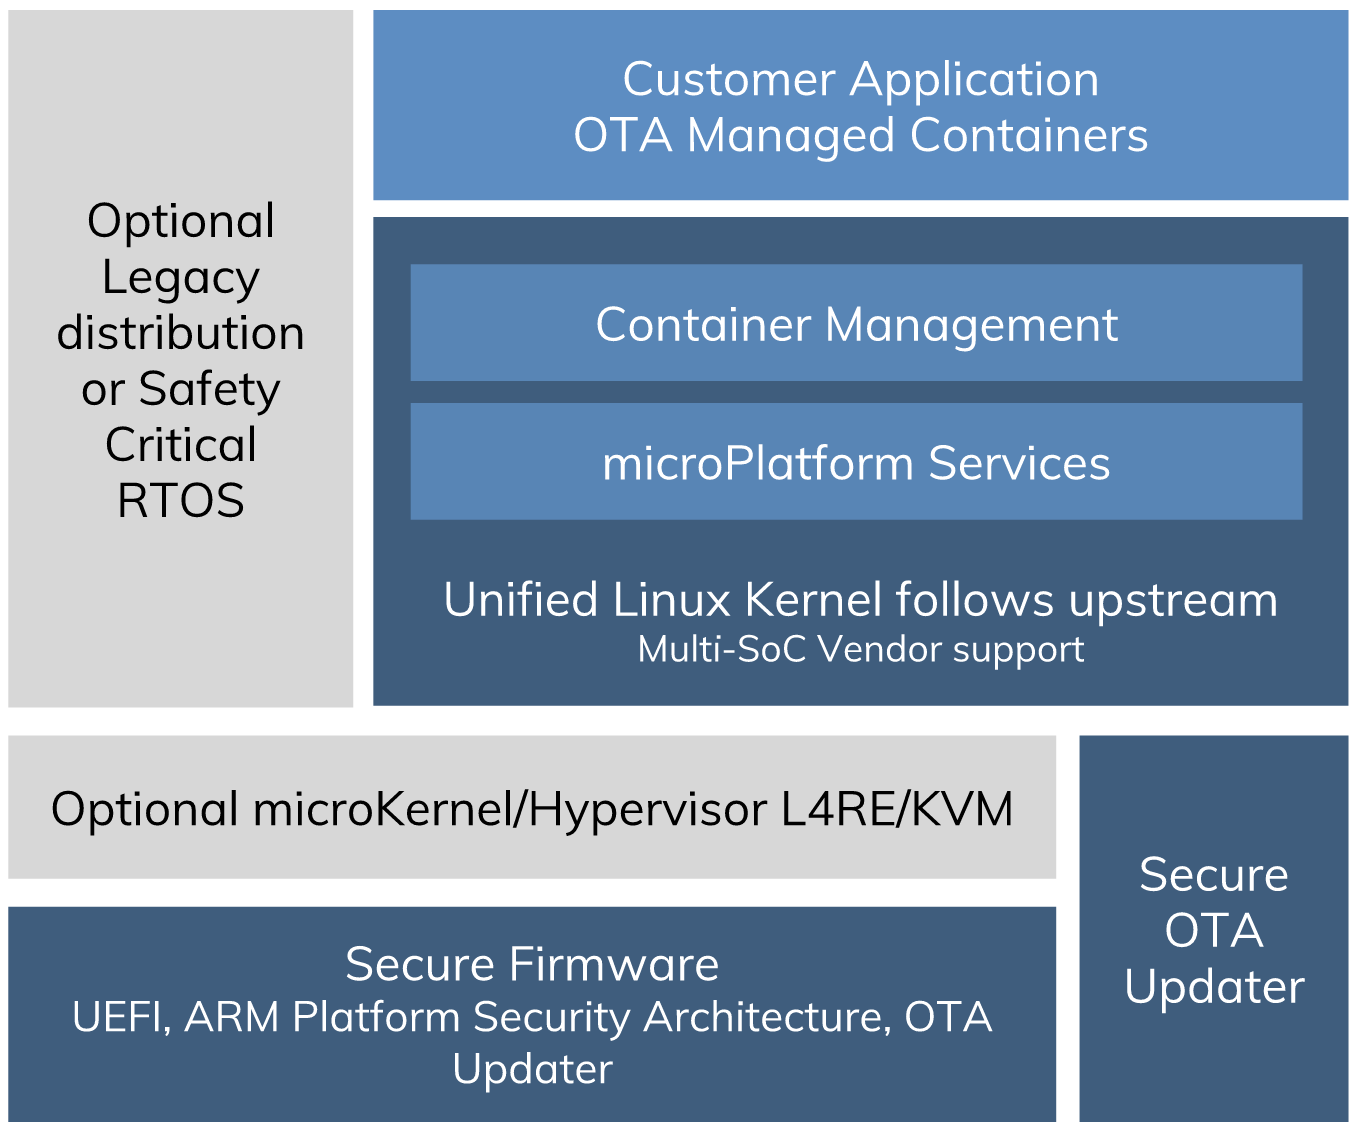 Optional
Legacy
distribution
or Safety
Critical
RTOS
Customer Application
OTA Managed Containers
Container Management
microPlatform Services
Unified Linux Kernel follows upstream
Multi-SoC Vendor support
Optional microKernel/Hypervisor L4RE/KVM
Secure Firmware
UEFI, ARM Platform Security Architecture, OTA
Updater
Secure
OTA
Updater